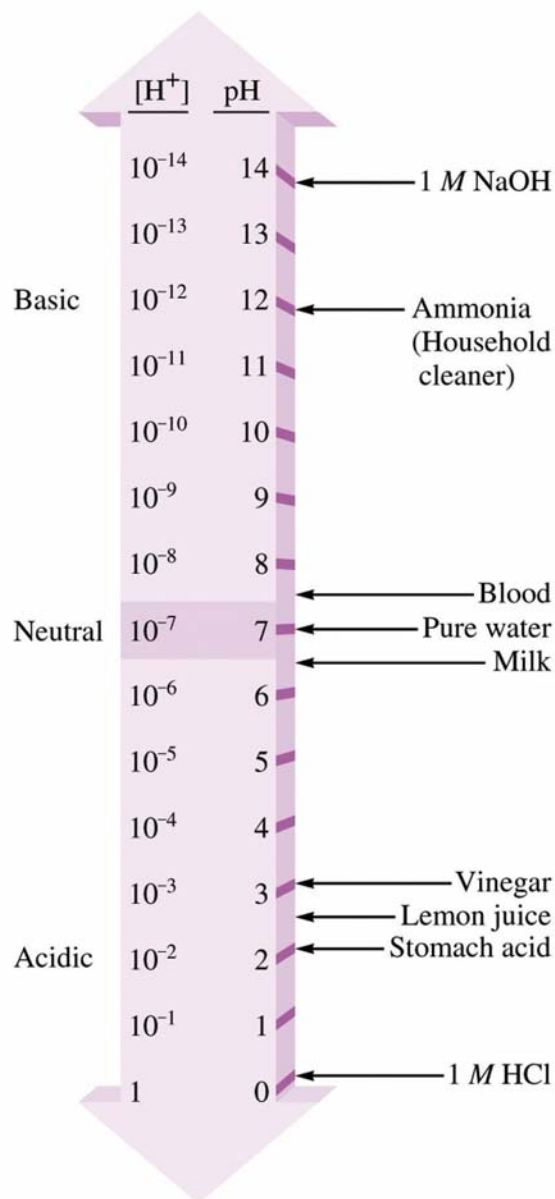 [H⁺] pH
10⁻¹⁴ 14 1 M NaOH
10⁻¹³ 13
Basic 10⁻¹² 12 Ammonia
(Household
cleaner)
10⁻¹¹ 11
10⁻¹⁰ 10
10⁻⁹ 9
10⁻⁸ 8
Blood
Neutral 10⁻⁷ 7 Pure water
Milk
10⁻⁶ 6
10⁻⁵ 5
10⁻⁴ 4
Vinegar
10⁻³ 3
Lemon juice
Stomach acid
Acidic 10⁻² 2
10⁻¹ 1
1 M HCl
1 0